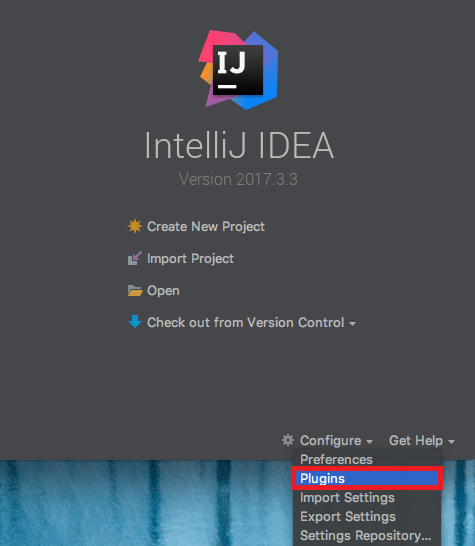 IJ
IntelliJ IDEA
Version 2017.3.3
Create New Project
Import Project
Open
Check out from Version Control
Configure Get Help
Preferences
Plugins
Import Settings
Export Settings
Settings Repository...